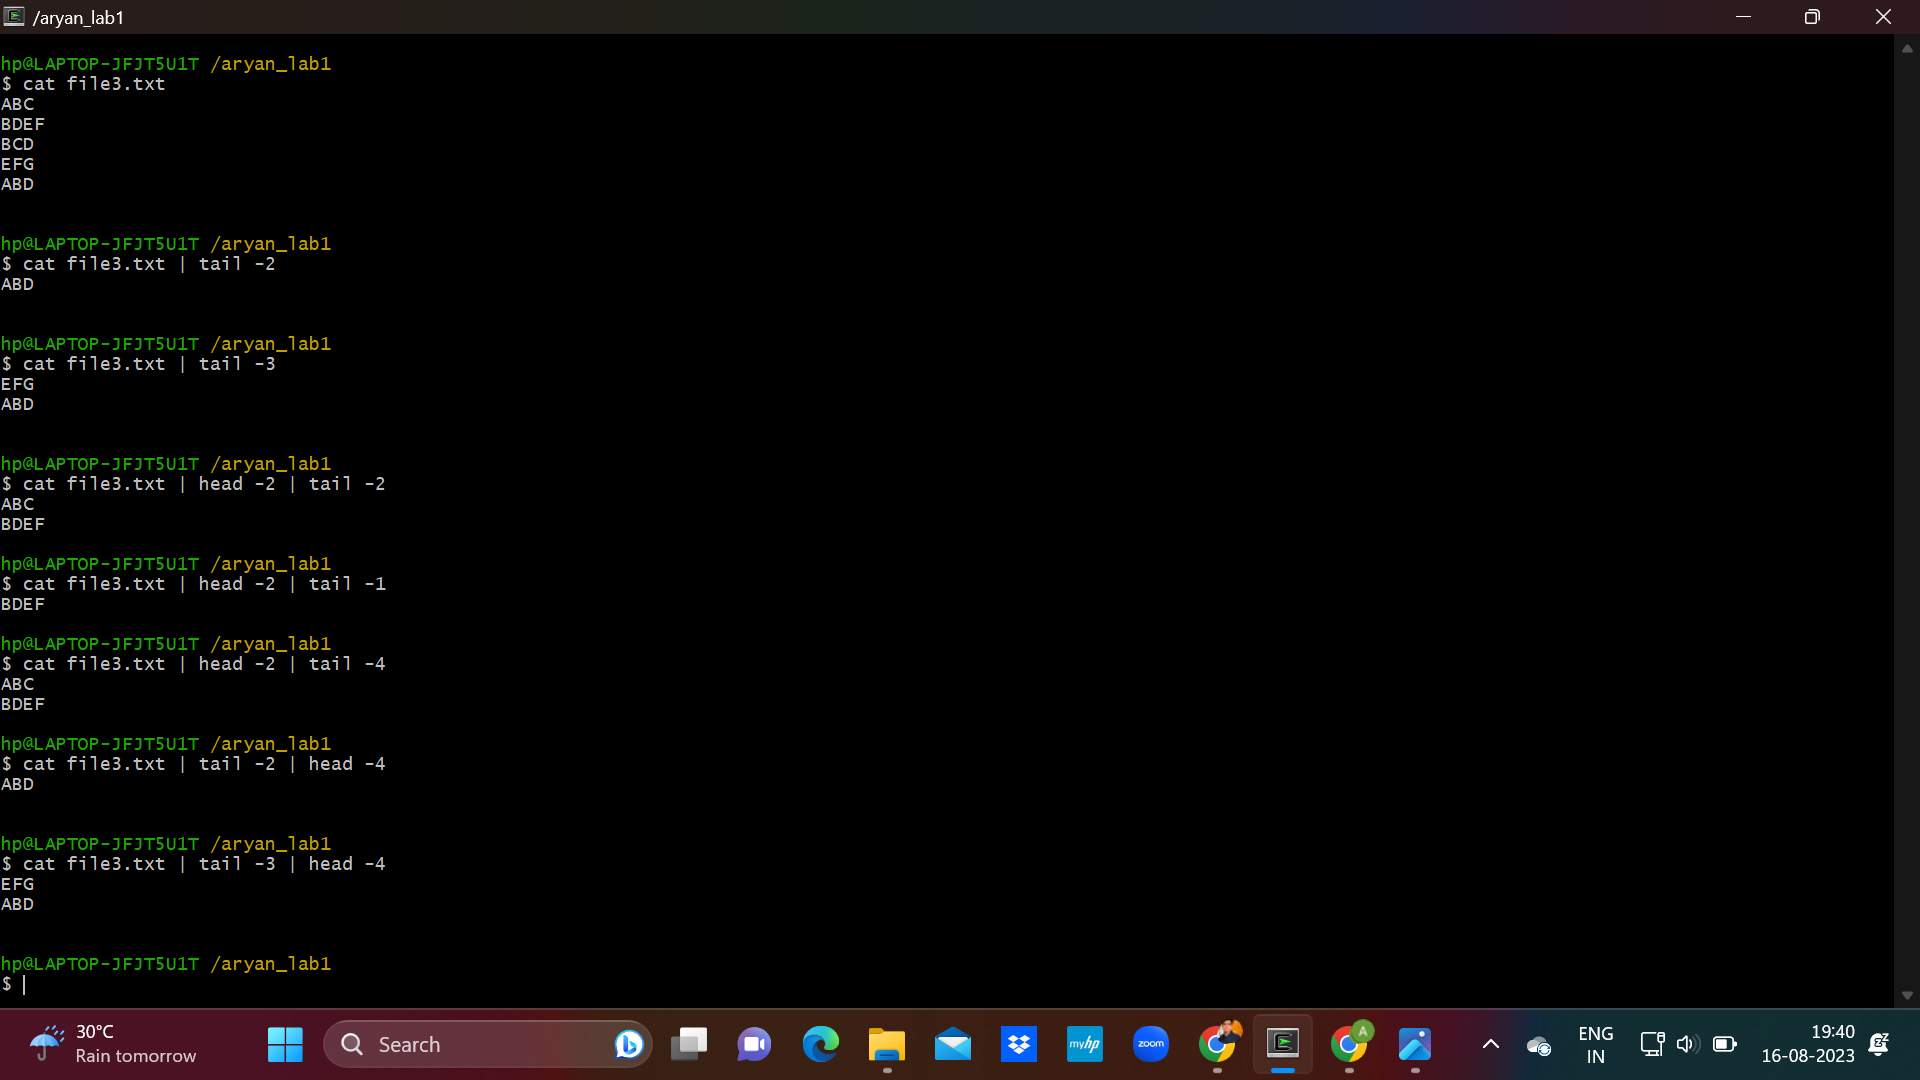 /aryan_lab1
hp@LAPTOP-JFJT5U1T /aryan_lab1
$ cat file3.txt
ABC
BDEF
BCD
EFG
ABD
hp@LAPTOP-JFJT5U1T /aryan_lab1
$ cat file3.txt | tail -2
ABD
hp@LAPTOP-JFJT5U1T /aryan_lab1
$ cat file3.txt | tail -3
EFG
ABD
hp@LAPTOP-JFJT5U1T /aryan_lab1
$ cat file3.txt | head -2 | tail -2
ABC
BDEF
hp@LAPTOP-JFJT5U1T /aryan_lab1
$ cat file3.txt | head -2 | tail -1
BDEF
hp@LAPTOP-JFJT5U1T /aryan_lab1
$ cat file3.txt | head -2 | tail -4
ABC
BDEF
hp@LAPTOP-JFJT5U1T /aryan_lab1
$ cat file3.txt | tail -2 | head -4
ABD
hp@LAPTOP-JFJT5U1T /aryan_lab1
$ cat file3.txt | tail -3 | head -4
EFG
ABD
hp@LAPTOP-JFJT5U1T /aryan_lab1
$
30°C
Rain tomorrow
Search
myhp
zoom
A
ENG
IN
19:40
16-08-2023